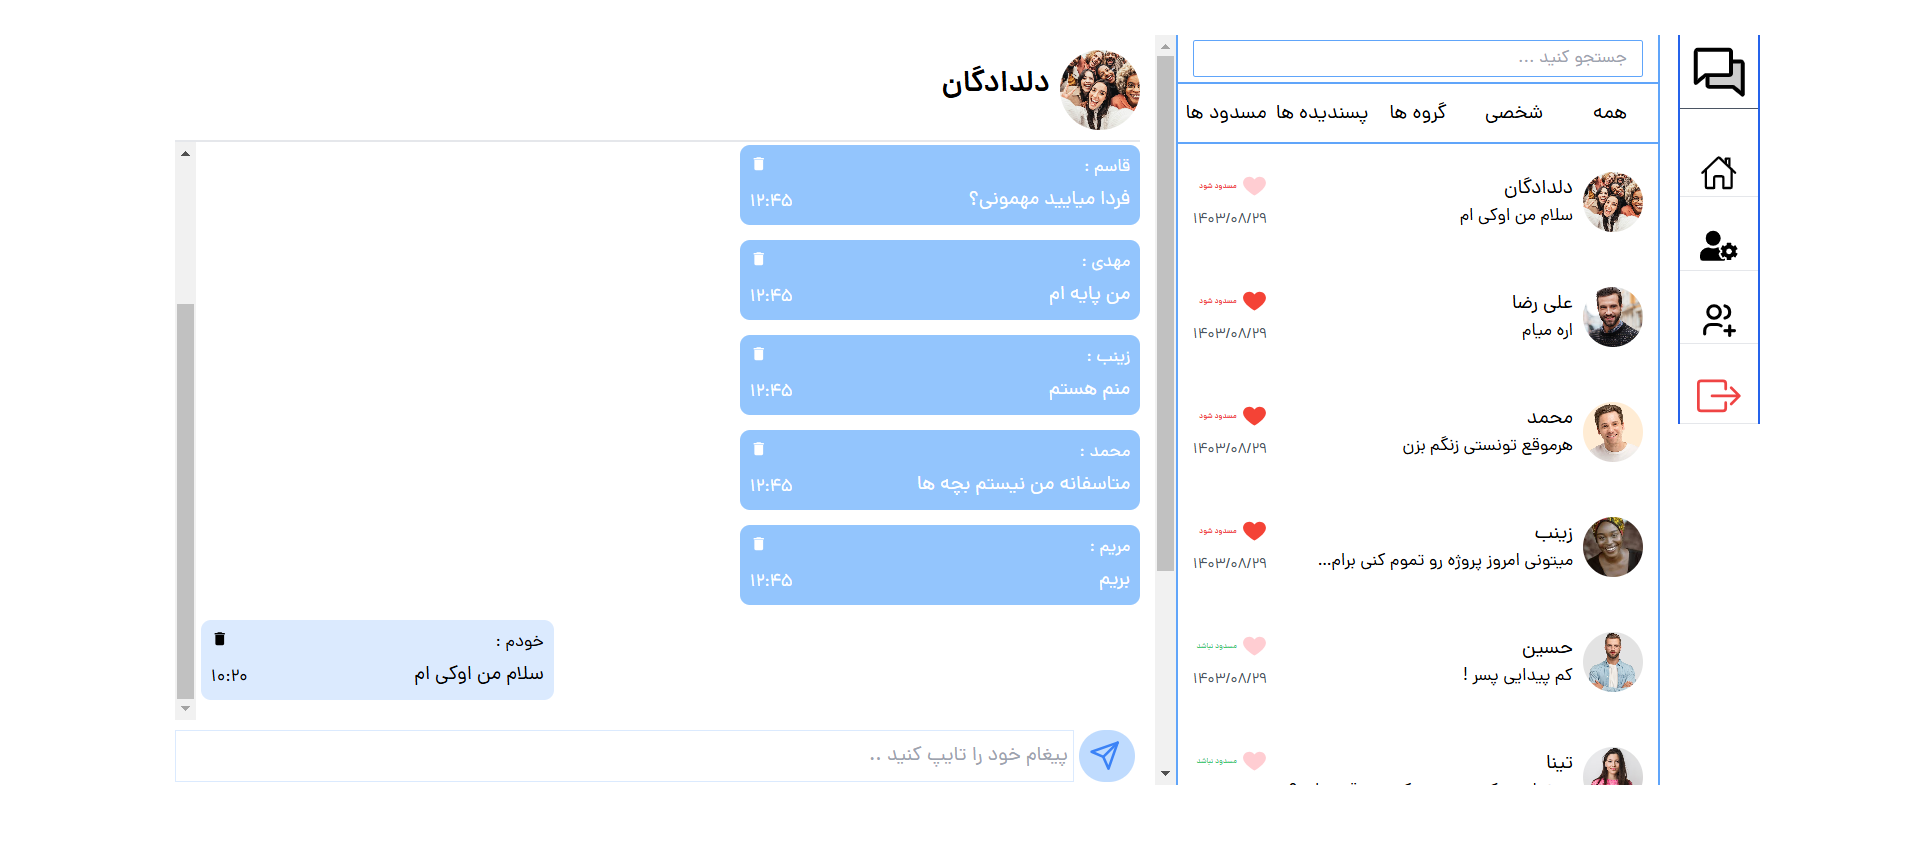 جستجو کنید ...
همه شخصی گروه ها پسندیده ها مسدود ها
دلدادگان
مسدود شود
سلام من اوکی ام
۱۴۰۳/۰۸/۲۹
علی رضا
مسدود شود
اره میام
۱۴۰۳/۰۸/۲۹
محمد
مسدود شود
هرموقع تونستی زنگم بزن
۱۴۰۳/۰۸/۲۹
زینب
مسدود شود
میتونی امروز پروژه رو تموم کنی برام...
۱۴۰۳/۰۸/۲۹
حسین
مسدود نباشد
کم پیدایی پسر !
۱۴۰۳/۰۸/۲۹
تینا
مسدود نباشد
دلدادگان
قاسم :
فردا میایید مهمونی؟
۱۲:۴۵
مهدی :
من پایه ام
۱۲:۴۵
زینب :
منم هستم
۱۲:۴۵
محمد :
متاسفانه من نیستم بچه ها
۱۲:۴۵
مریم :
بریم
۱۲:۴۵
خودم :
سلام من اوکی ام
۱۰:۲۰
پیغام خود را تایپ کنید ..